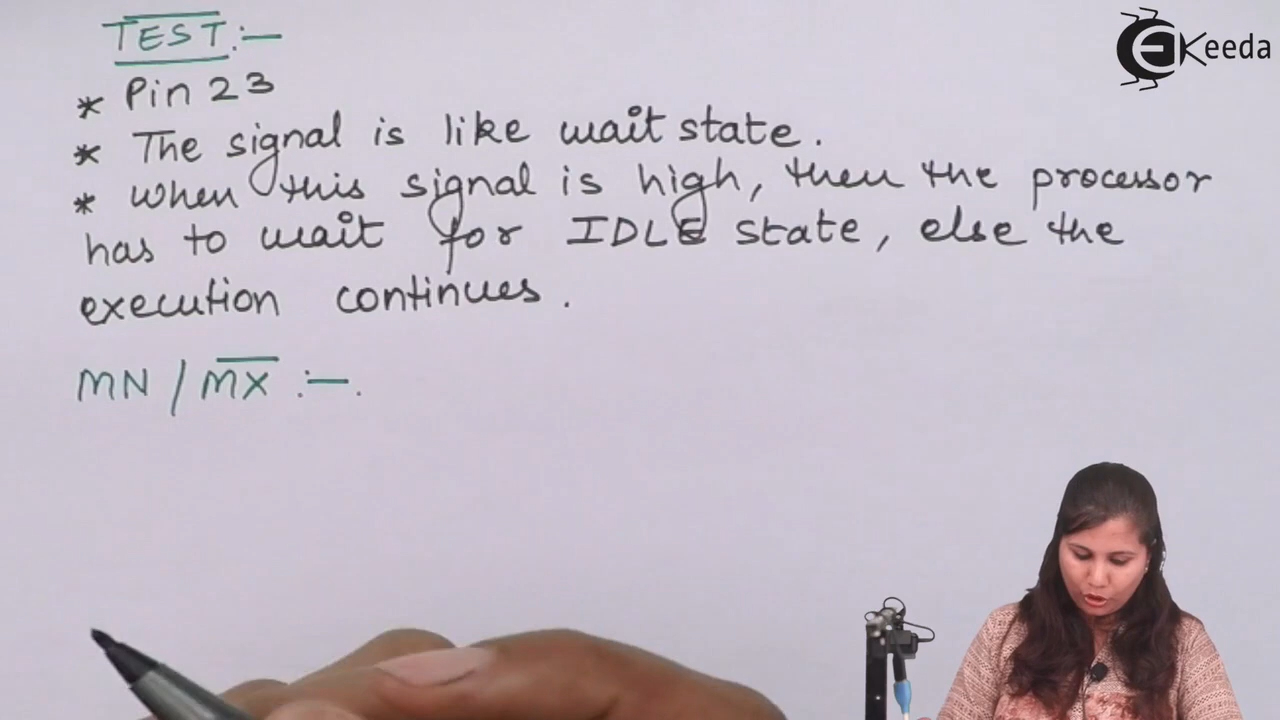 TEST:-
Keeda
* Pin 23
* The signal is like wait state.
* When this signal is high, then the processor
has to wait for IDLE state, else the
execution continues.
MN / MX :-.